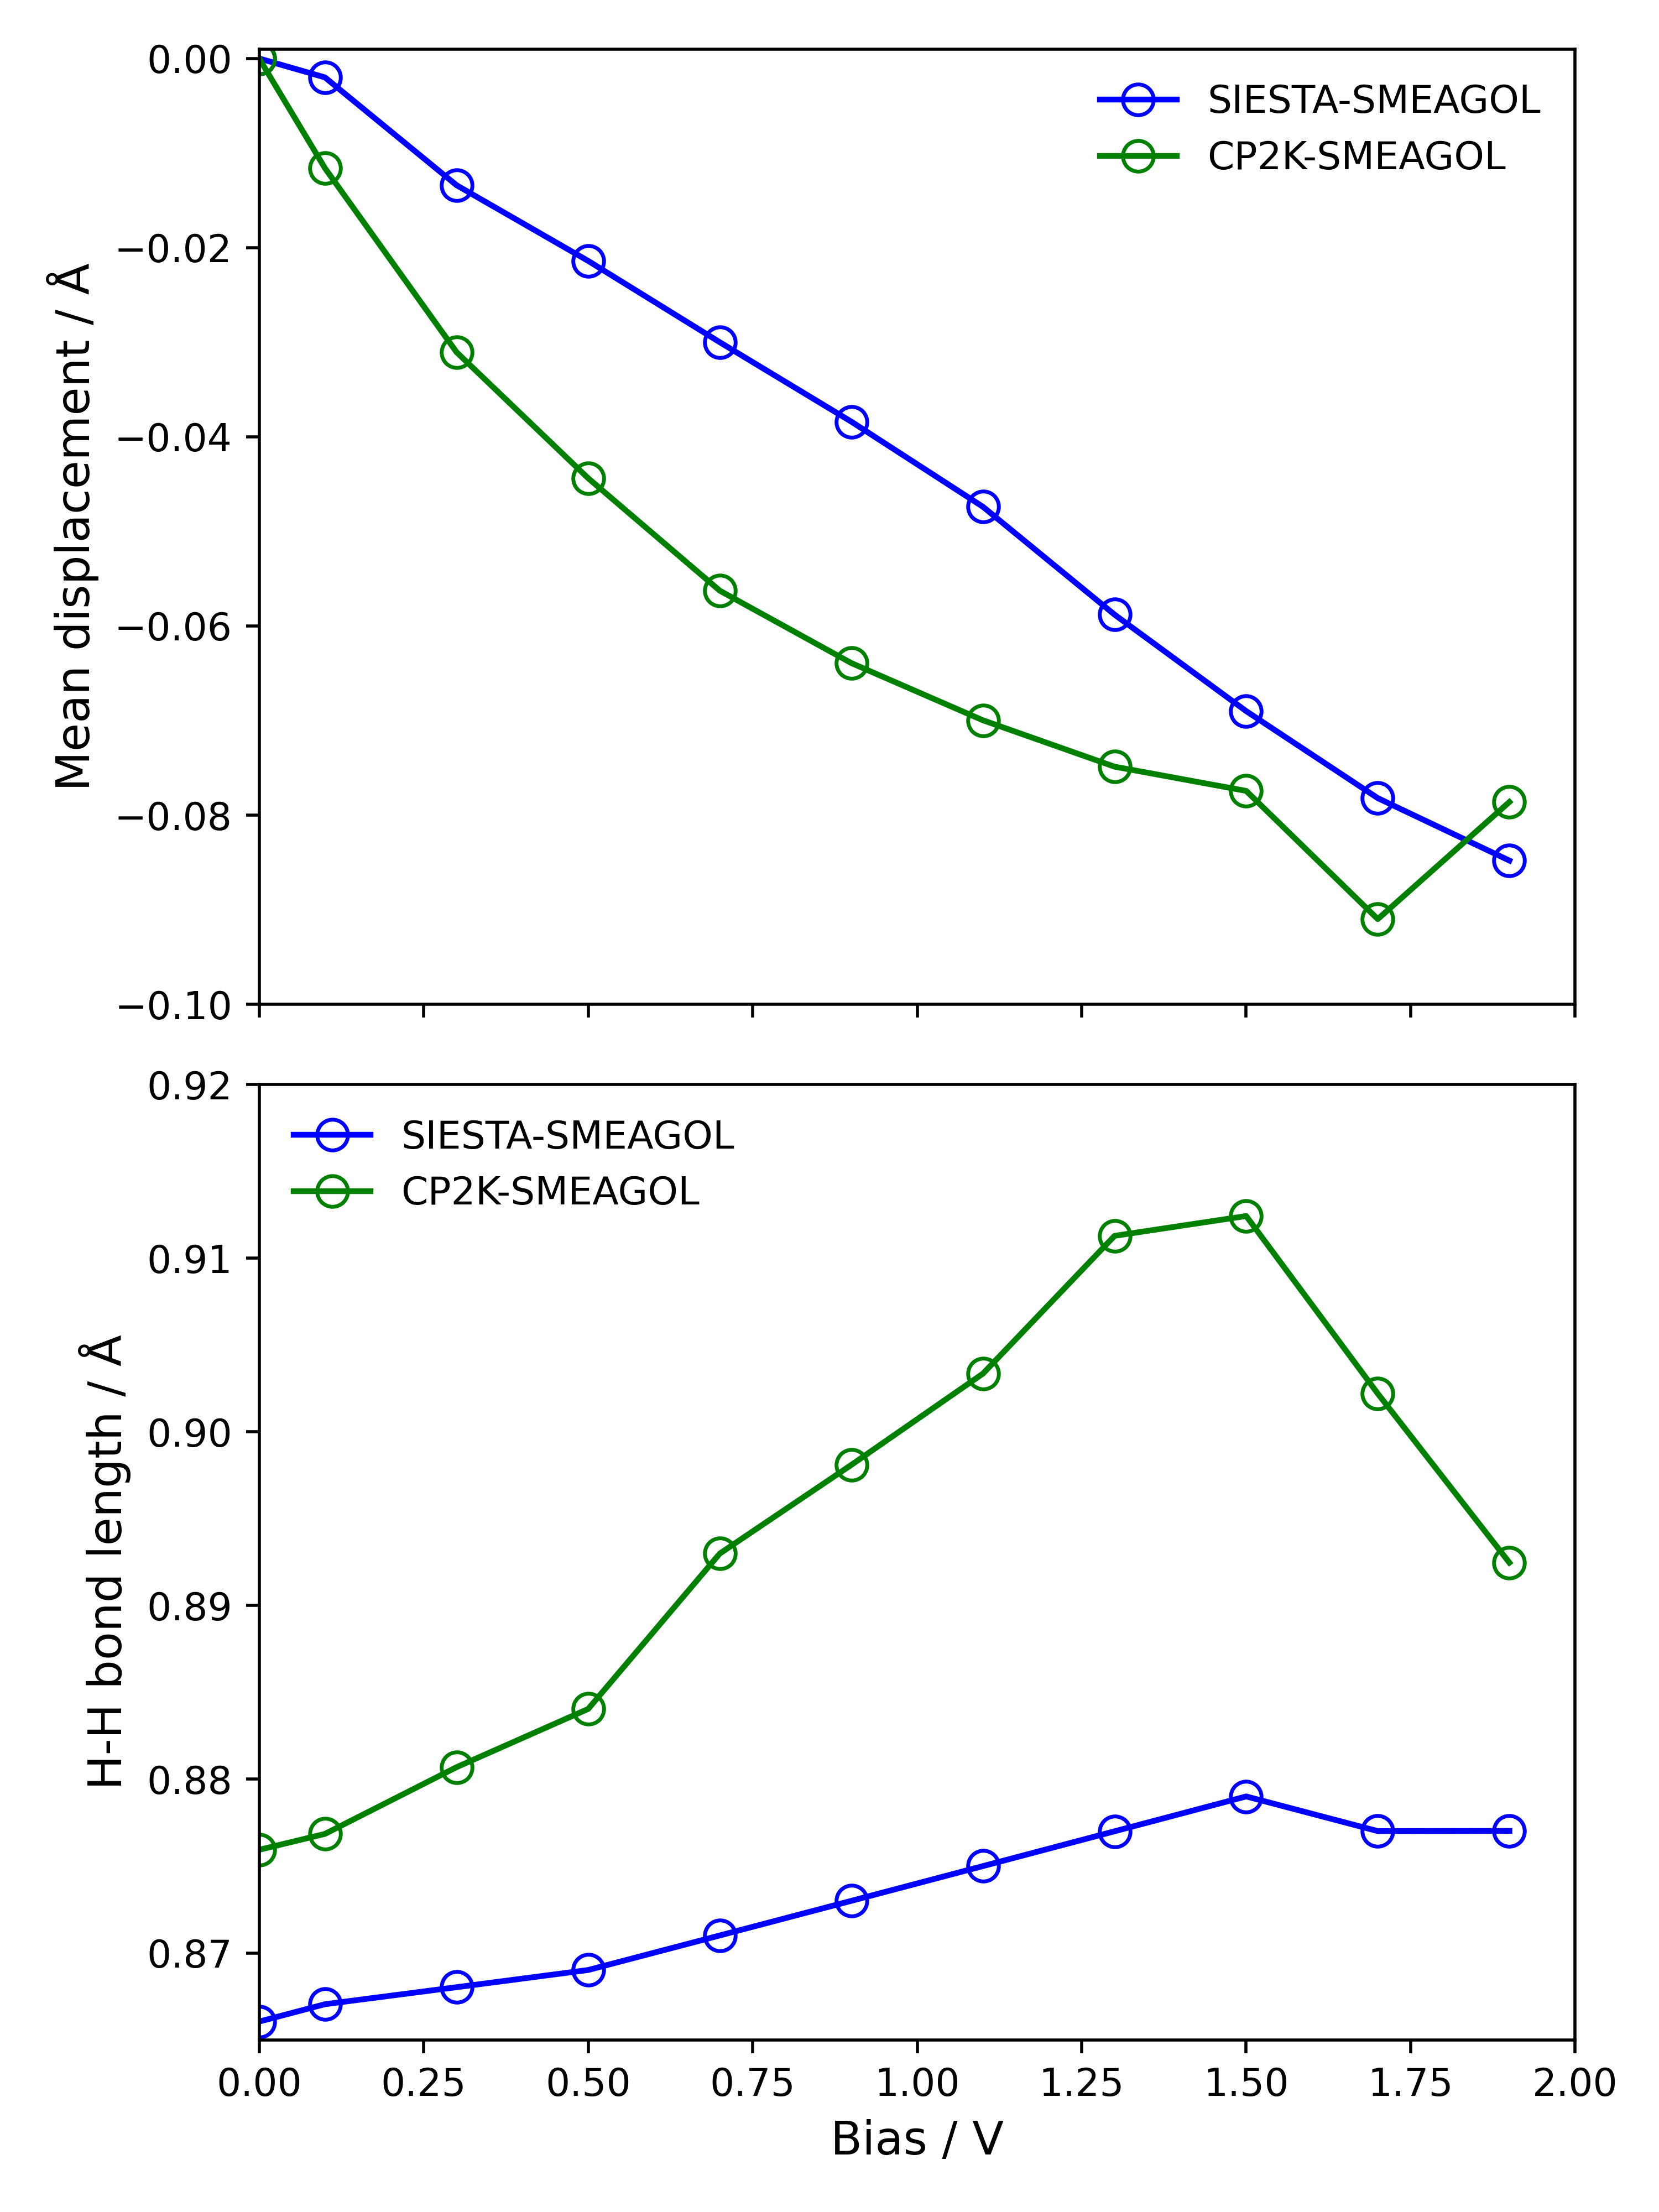 0.00
−0.02
−0.04
−0.06
−0.08
−0.10
Mean displacement / Å
SIESTA-SMEAGOL
CP2K-SMEAGOL
0.92
0.91
0.90
0.89
0.88
0.87
H-H bond length / Å
SIESTA-SMEAGOL
CP2K-SMEAGOL
0.00 0.25 0.50 0.75 1.00 1.25 1.50 1.75 2.00
Bias / V